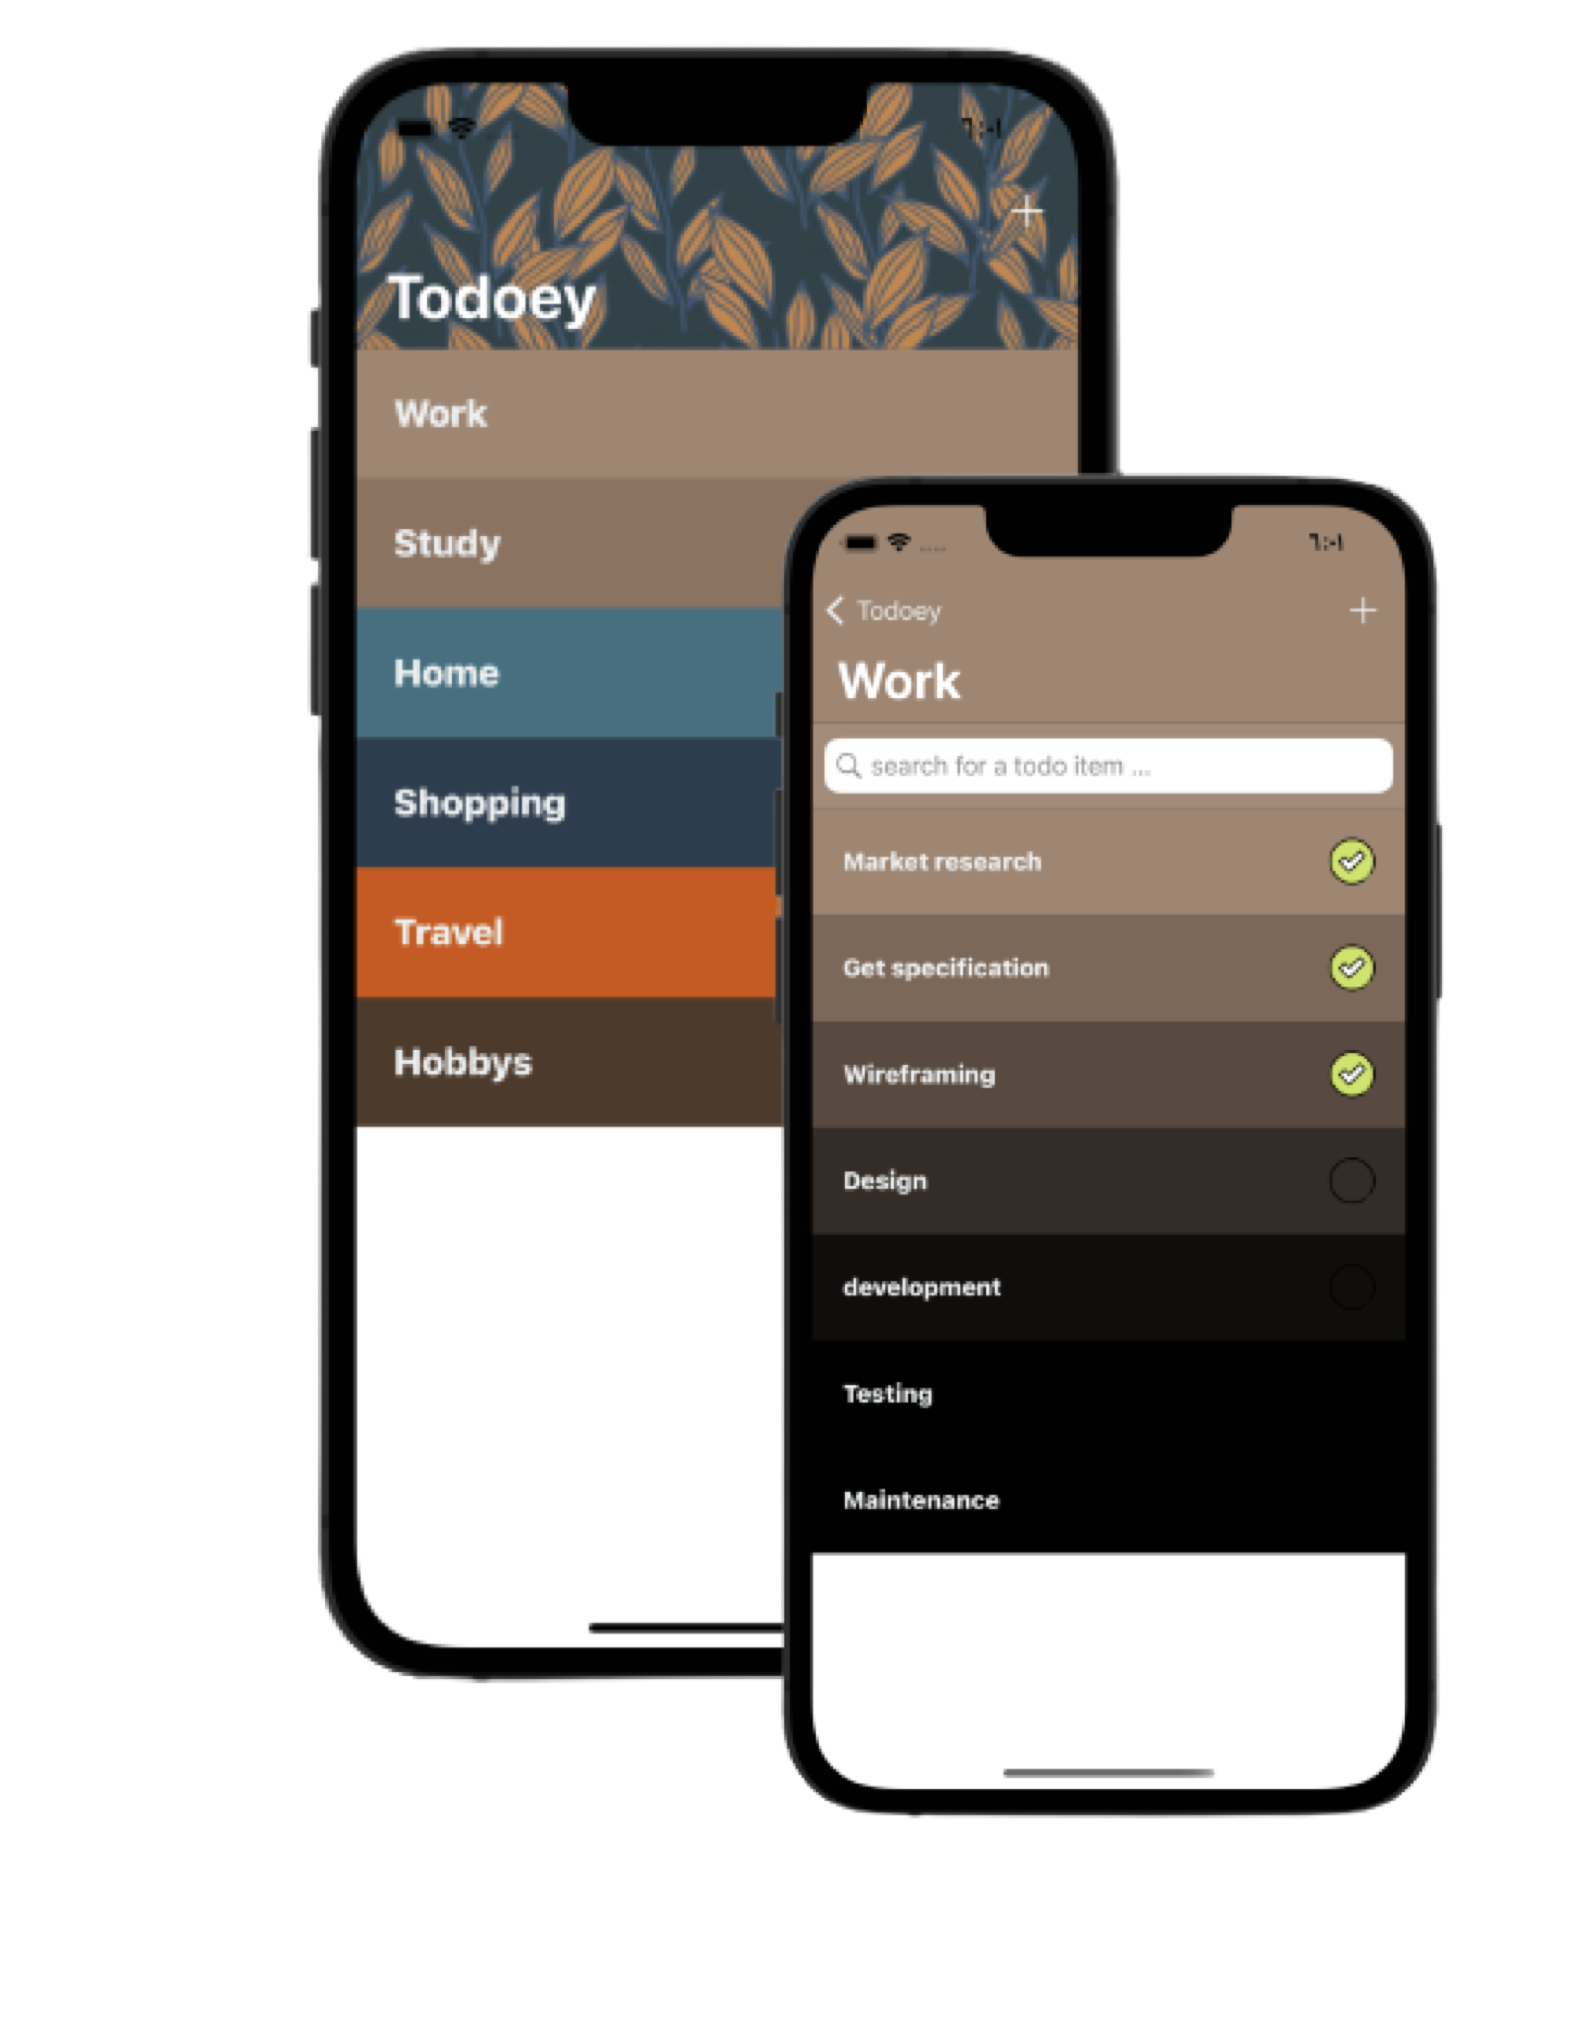 Todoey
Work
Study
Home
Shopping
Travel
Hobbys
Todoey
Work
search for a todo item ...
Market research
Get specification
Wireframing
Design
development
Testing
Maintenance